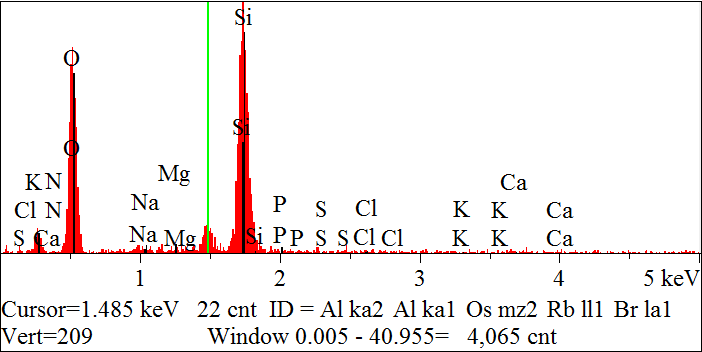 Si
O
Si
O
K N Mg Ca
Na P
Cl N S Cl K K Ca
S Ca Na Mg Si P P S S Cl Cl K K Ca
1 2 3 4 5 keV
Cursor=1.485 keV 22 cnt ID = Al ka2 Al ka1 Os mz2 Rb ll1 Br la1
Vert=209 Window 0.005 - 40.955= 4,065 cnt